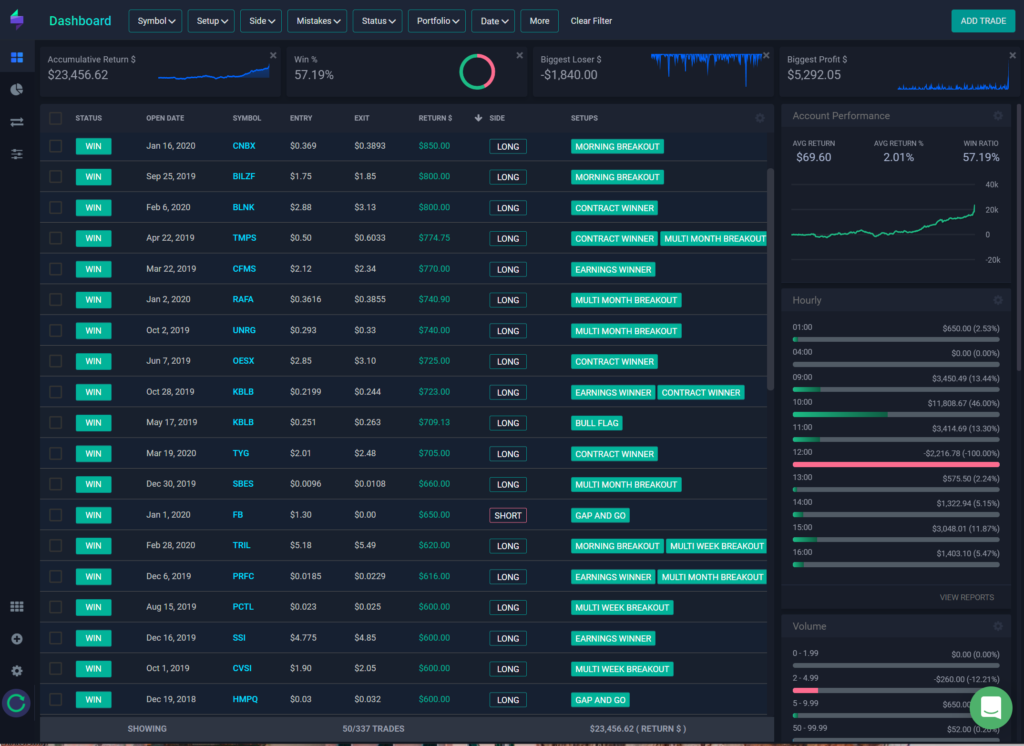 Dashboard Symbol Setup Side Mistakes Status Portfolio Date More Clear Filter ADD TRADE
Accumulative Return $
$23,456.62
Win %
57.19%
Biggest Loser $
-$1,840.00
Biggest Profit $
$5,292.05
STATUS OPEN DATE SYMBOL ENTRY EXIT RETURN $ SIDE SETUPS
WIN Jan 16, 2020 CNBX $0.369 $0.3893 $850.00 LONG MORNING BREAKOUT
WIN Sep 25, 2019 BILZF $1.75 $1.85 $800.00 LONG MORNING BREAKOUT
WIN Feb 6, 2020 BLNK $2.88 $3.13 $800.00 LONG CONTRACT WINNER
WIN Apr 22, 2019 TMPS $0.50 $0.6033 $774.75 LONG CONTRACT WINNER MULTI MONTH BREAKOUT
WIN Mar 22, 2019 CFMS $2.12 $2.34 $770.00 LONG EARNINGS WINNER
WIN Jan 2, 2020 RAFA $0.3616 $0.3855 $740.90 LONG MULTI MONTH BREAKOUT
WIN Oct 2, 2019 UNRG $0.293 $0.33 $740.00 LONG MULTI MONTH BREAKOUT
WIN Jun 7, 2019 OESX $2.85 $3.10 $725.00 LONG CONTRACT WINNER
WIN Oct 28, 2019 KBLB $0.2199 $0.244 $723.00 LONG EARNINGS WINNER CONTRACT WINNER
WIN May 17, 2019 KBLB $0.251 $0.263 $709.13 LONG BULL FLAG
WIN Mar 19, 2020 TYG $2.01 $2.48 $705.00 LONG CONTRACT WINNER
WIN Dec 30, 2019 SBES $0.0096 $0.0108 $660.00 LONG MULTI MONTH BREAKOUT
WIN Jan 1, 2020 FB $1.30 $0.00 $650.00 SHORT GAP AND GO
WIN Feb 28, 2020 TRIL $5.18 $5.49 $620.00 LONG MORNING BREAKOUT MULTI WEEK BREAKOUT
WIN Dec 6, 2019 PRFC $0.0185 $0.0229 $616.00 LONG EARNINGS WINNER MULTI MONTH BREAKOUT
WIN Aug 15, 2019 PCTL $0.023 $0.025 $600.00 LONG MULTI WEEK BREAKOUT
WIN Dec 16, 2019 SSI $4.775 $4.85 $600.00 LONG EARNINGS WINNER
WIN Oct 1, 2019 CVSI $1.90 $2.05 $600.00 LONG MULTI WEEK BREAKOUT
WIN Dec 19, 2018 HMPQ $0.03 $0.032 $600.00 LONG GAP AND GO
SHOWING 50/337 TRADES $23,456.62 ( RETURN $ )
Account Performance
AVG RETURN AVG RETURN % WIN RATIO
$69.60 2.01% 57.19%
40k
20k
0
-20k
Hourly
01:00 $650.00 (2.53%)
04:00 $0.00 (0.00%)
09:00 $3,450.49 (13.44%)
10:00 $11,808.67 (46.00%)
11:00 $3,414.69 (13.30%)
12:00 -$2,216.78 (-100.00%)
13:00 $575.50 (2.24%)
14:00 $1,322.94 (5.15%)
15:00 $3,048.01 (11.87%)
16:00 $1,403.10 (5.47%)
VIEW REPORTS
Volume
0 - 1.99 $0.00 (0.00%)
2 - 4.99 -$260.00 (-12.21%)
5 - 9.99 $650.
50 - 99.99 $52.00